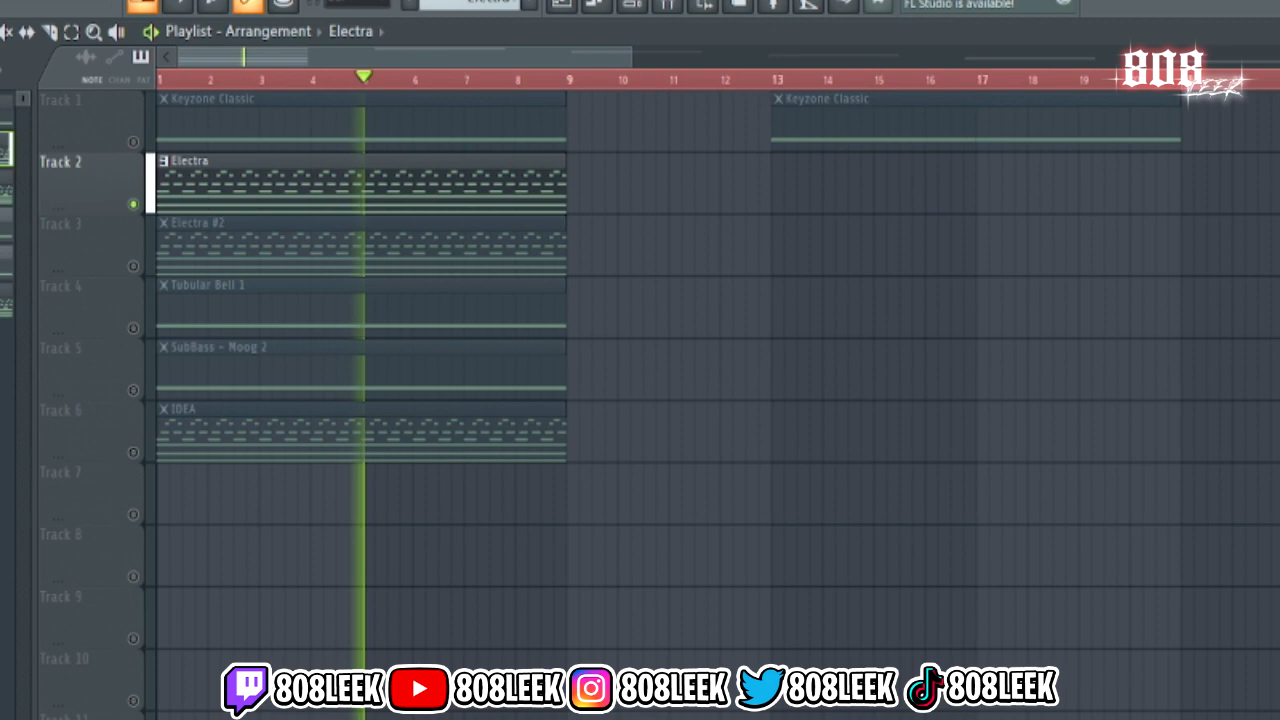 FL Studio is available!
Playlist - Arrangement › Electra ›
808
LEEK
NOTE CHAN PAT
1 2 3 4 6 7 8 9 10 11 12 13 14 15 16 17 18 19
Track 1
Keyzone Classic
Keyzone Classic
Track 2
Electra
Track 3
Electra #2
Track 4
Tubular Bell 1
Track 5
SubBass - Moog 2
Track 6
IDEA
Track 7
Track 8
Track 9
Track 10
808LEEK 808LEEK 808LEEK 808LEEK 808LEEK